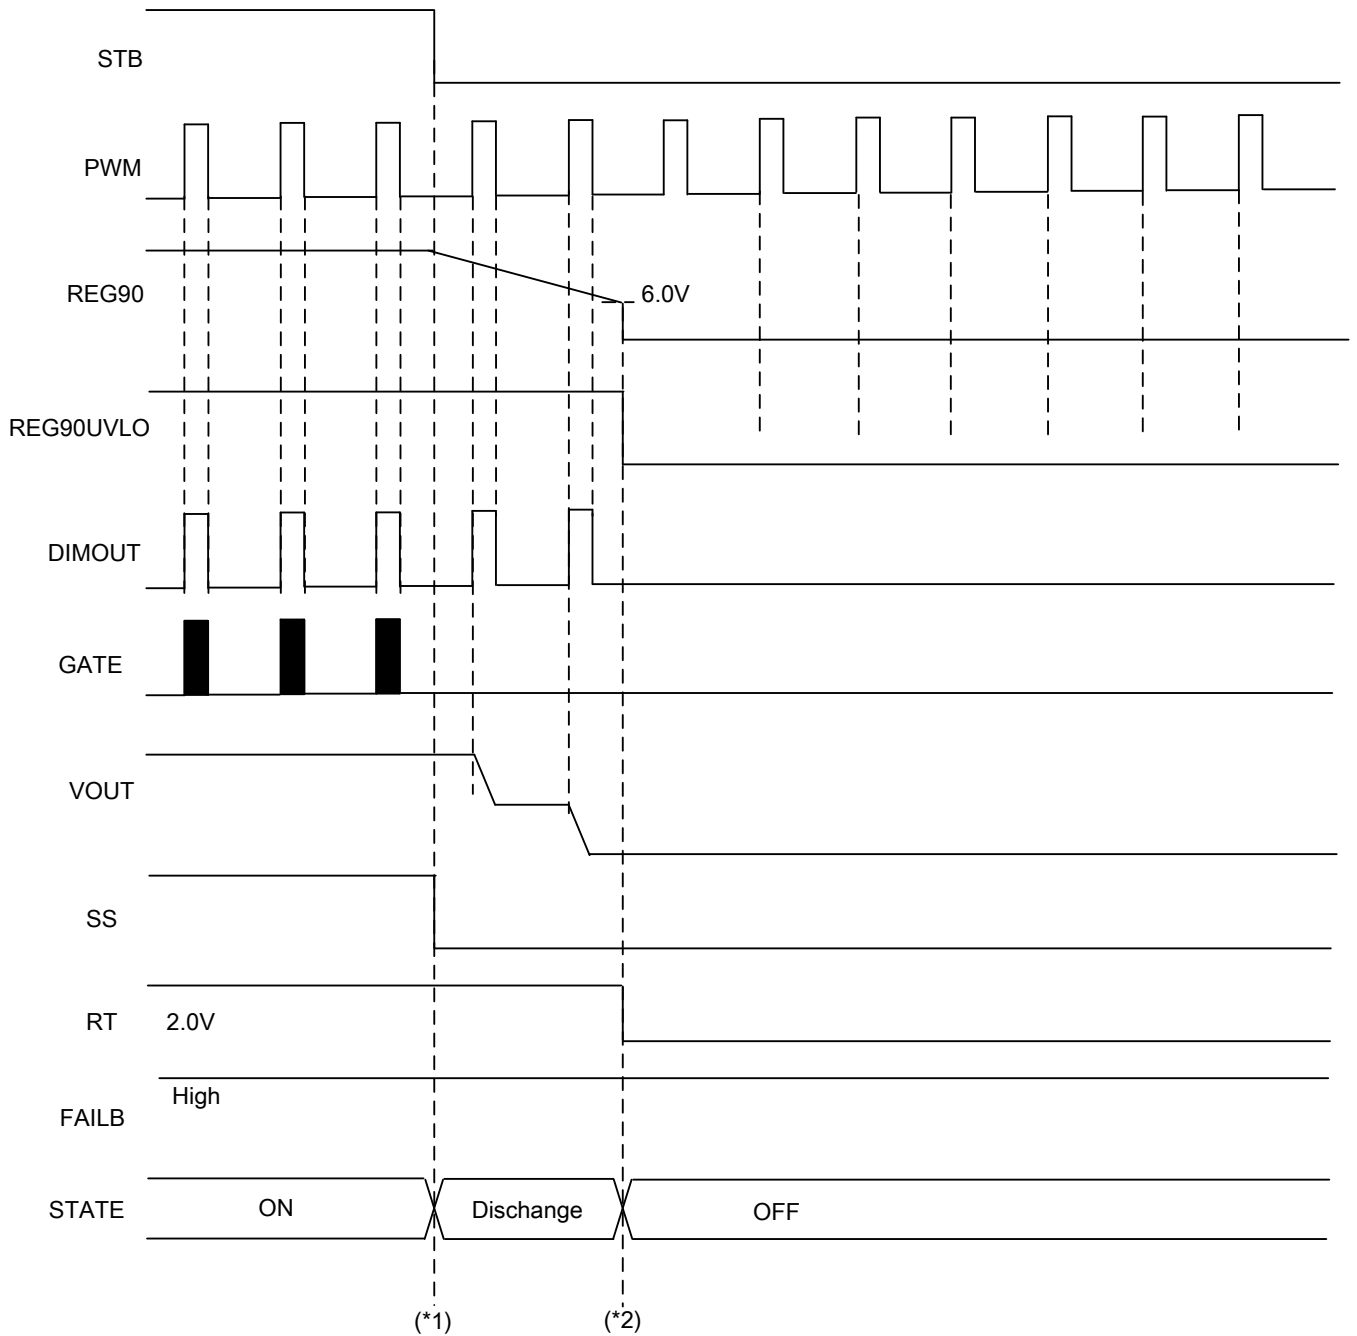 STB
PWM
REG90
6.0V
REG90UVLO
DIMOUT
GATE
VOUT
SS
RT 2.0V
High
FAILB
STATE ON Dischange OFF
(*1) (*2)